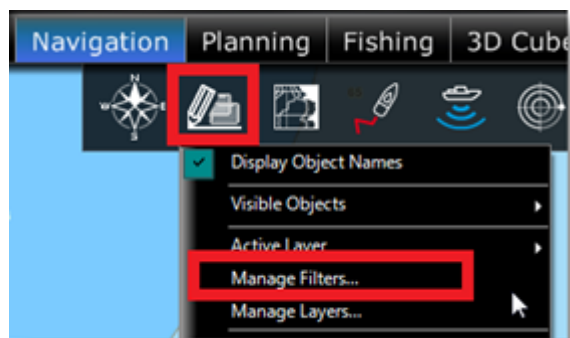 Navigation Planning Fishing 3D Cube
N
S
Display Object Names
Visible Objects
Active Layer
Manage Filters...
Manage Layers...